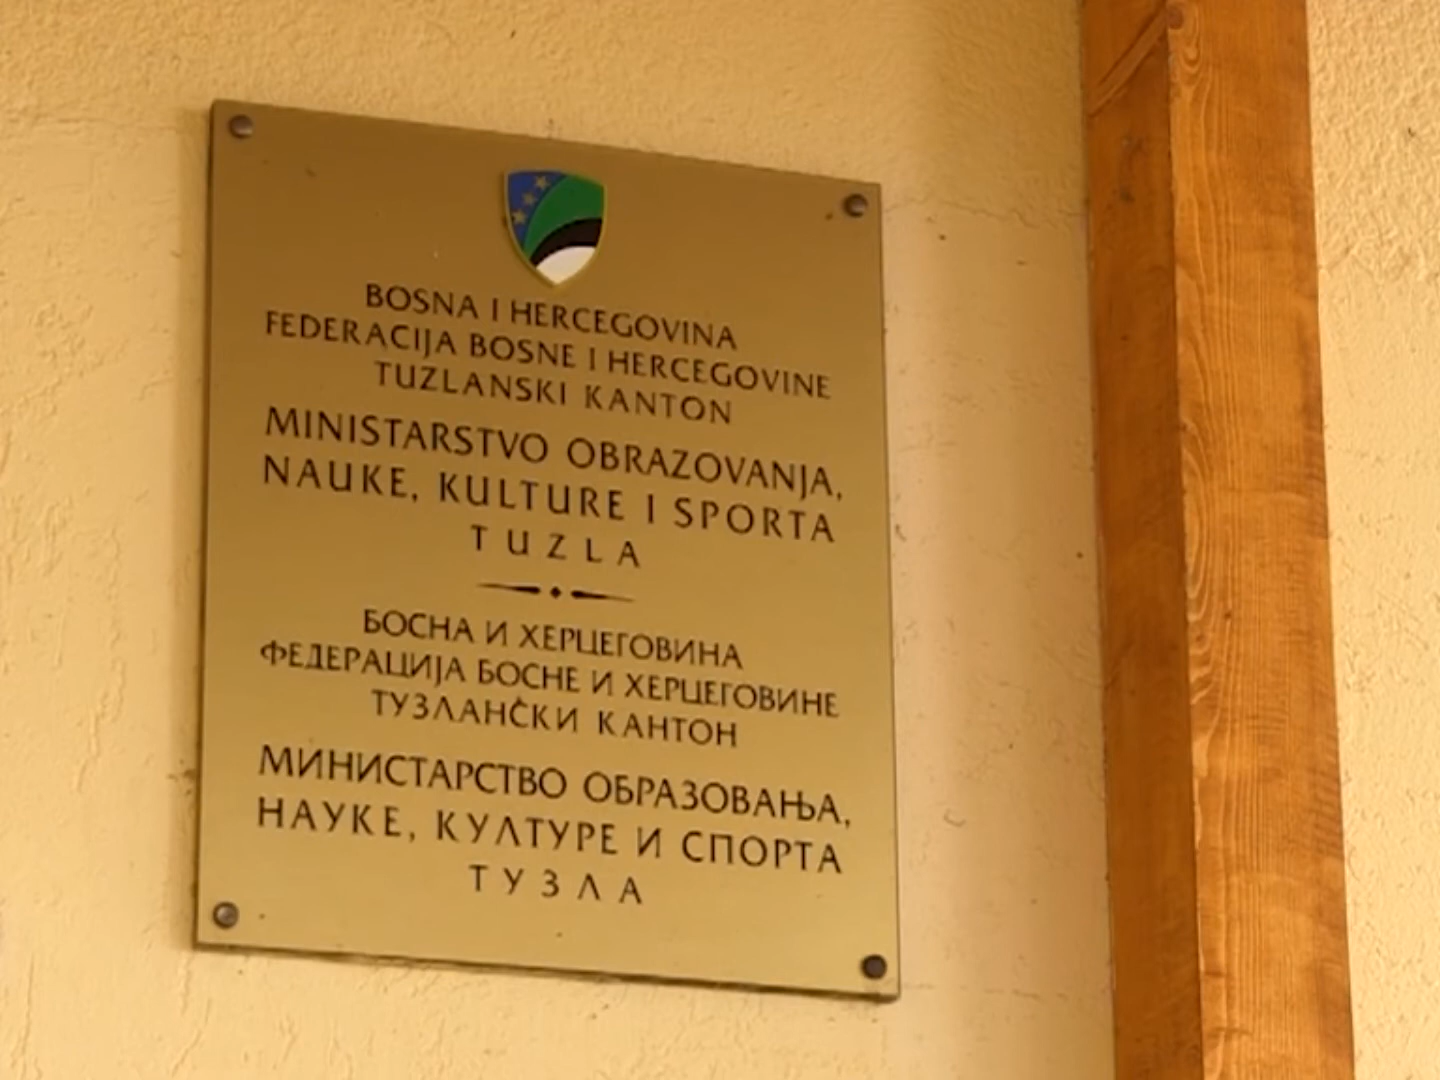 BOSNA I HERCEGOVINA
FEDERACIJA BOSNE I HERCEGOVINE
TUZLANSKI KANTON
MINISTARSTVO OBRAZOVANJA,
NAUKE, KULTURE I SPORTA
TUZLA
БОСНА И ХЕРЦЕГОВИНА
ФЕДЕРАЦИЈА БОСНЕ И ХЕРЦЕГОВИНЕ
ТУЗЛАНСКИ КАНТОН
МИНИСТАРСТВО ОБРАЗОВАЊА,
НАУКЕ, КУЛТУРЕ И СПОРТА
ТУЗЛА